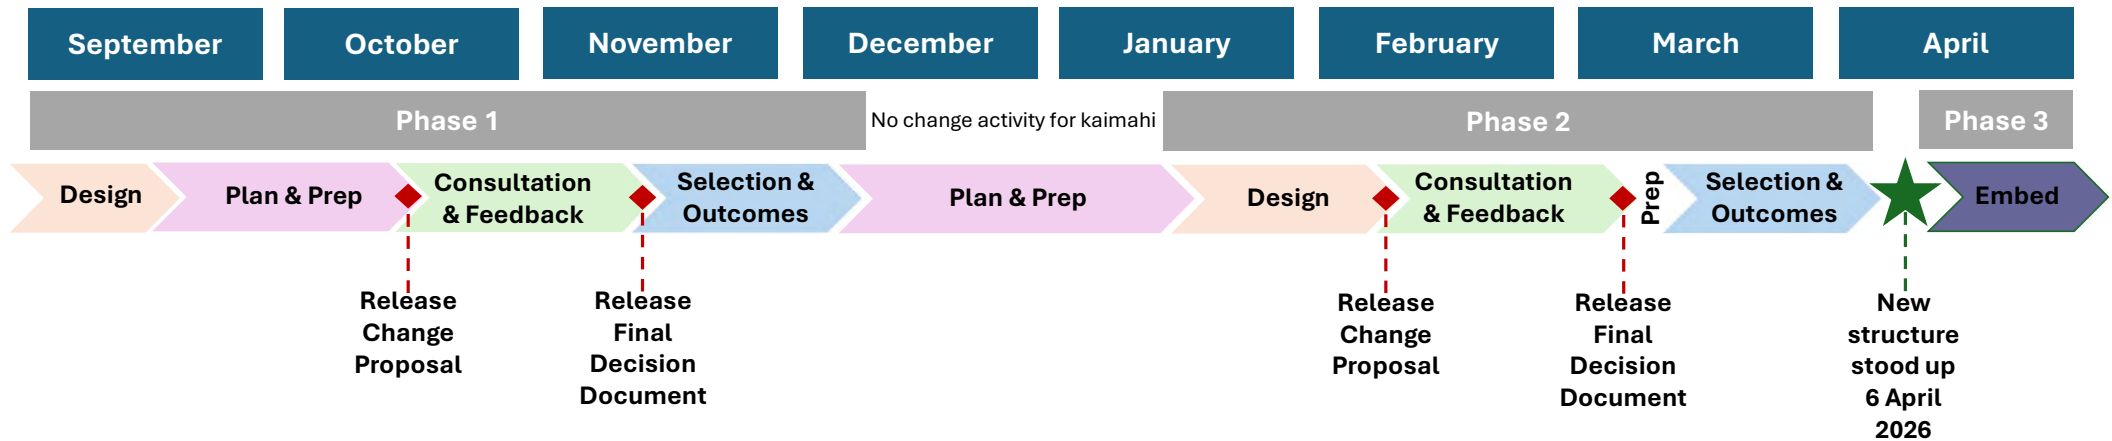 September
October
November
December
January
February
March
April
Phase 1
No change activity for kaimahi
Phase 2
Phase 3
Design
Plan & Prep
Consultation
& Feedback
Selection &
Outcomes
Plan & Prep
Design
Consultation
& Feedback
Prep
Selection &
Outcomes
Embed
Release
Change
Proposal
Release
Final
Decision
Document
Release
Change
Proposal
Release
Final
Decision
Document
New
structure
stood up
6 April
2026